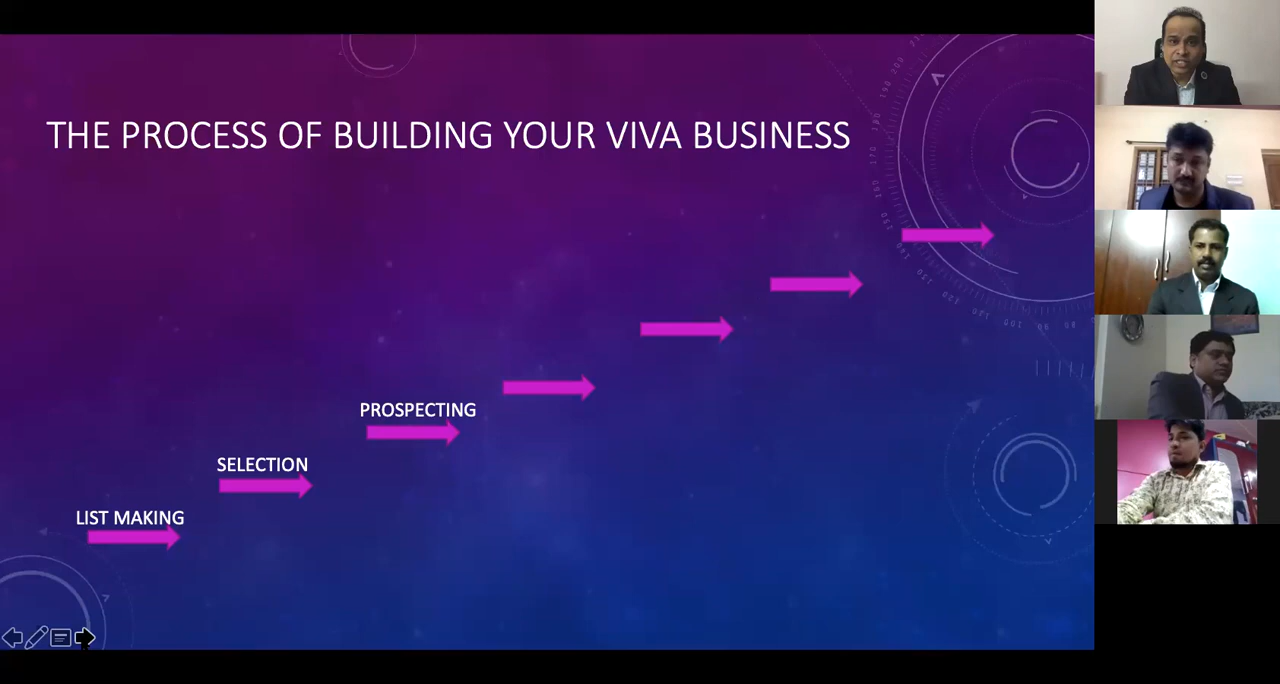 THE PROCESS OF BUILDING YOUR VIVA BUSINESS
PROSPECTING
SELECTION
LIST MAKING